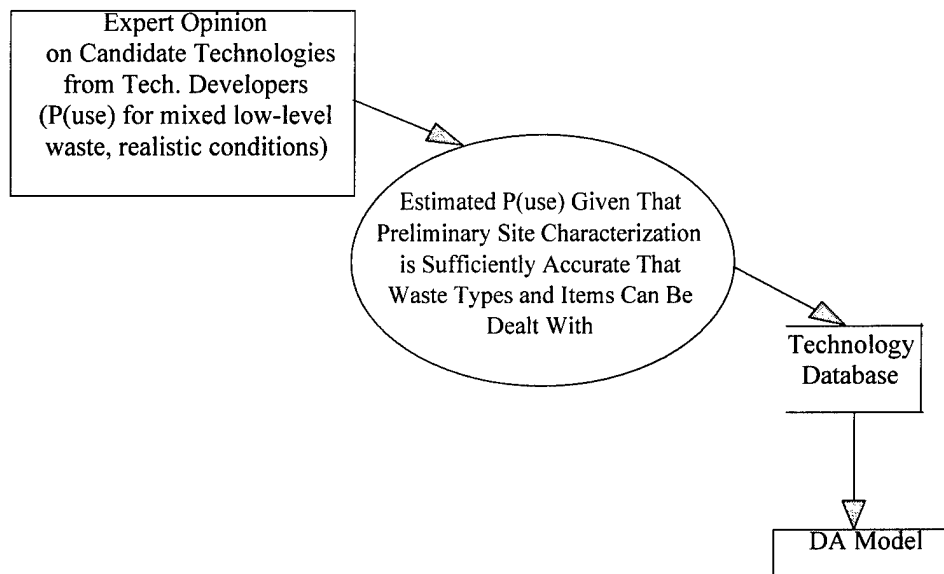 Expert Opinion
on Candidate Technologies
from Tech. Developers
(P(use) for mixed low-level
waste, realistic conditions)
Estimated P(use) Given That
Preliminary Site Characterization
is Sufficiently Accurate That
Waste Types and Items Can Be
Dealt With
Technology
Database
DA Model